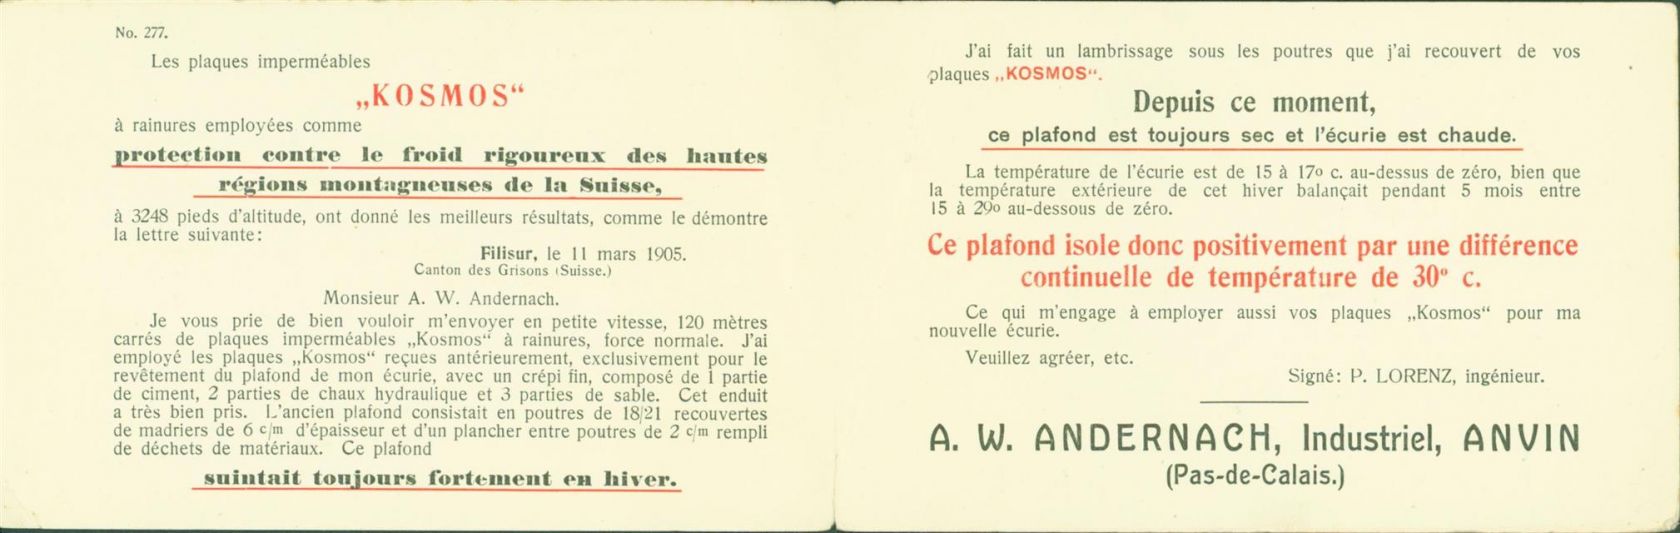 No. 277.
Les plaques imperméables
„KOSMOS“
à rainures employées comme
protection contre le froid rigoureux des hautes
régions montagneuses de la Suisse,
à 3248 pieds d'altitude, ont donné les meilleurs résultats, comme le démontre
la lettre suivante:
Filisur, le 11 mars 1905.
Canton des Grisons (Suisse.)
Monsieur A. W. Andernach.
Je vous prie de bien vouloir m'envoyer en petite vitesse, 120 mètres
carrés de plaques imperméables „Kosmos“ à rainures, force normale. J'ai
employé les plaques „Kosmos“ reçues antérieurement, exclusivement pour le
revêtement du plafond de mon écurie, avec un crépi fin, composé de 1 partie
de ciment, 2 parties de chaux hydraulique et 3 parties de sable. Cet enduit
a très bien pris. L'ancien plafond consistait en poutres de 18/21 recouvertes
de madriers de 6 c/m d'épaisseur et d'un plancher entre poutres de 2 c/m rempli
de déchets de matériaux. Ce plafond
suintait toujours fortement en hiver.
J'ai fait un lambrissage sous les poutres que j'ai recouvert de vos
plaques „KOSMOS“.
Depuis ce moment,
ce plafond est toujours sec et l'écurie est chaude.
La température de l'écurie est de 15 à 17º c. au-dessus de zéro, bien que
la température extérieure de cet hiver balançait pendant 5 mois entre
15 à 29º au-dessous de zéro.
Ce plafond isole donc positivement par une différence
continuelle de température de 30º c.
Ce qui m'engage à employer aussi vos plaques „Kosmos“ pour ma
nouvelle écurie.
Veuillez agréer, etc.
Signé: P. LORENZ, ingénieur.
A. W. ANDERNACH, Industriel, ANVIN
(Pas-de-Calais.)